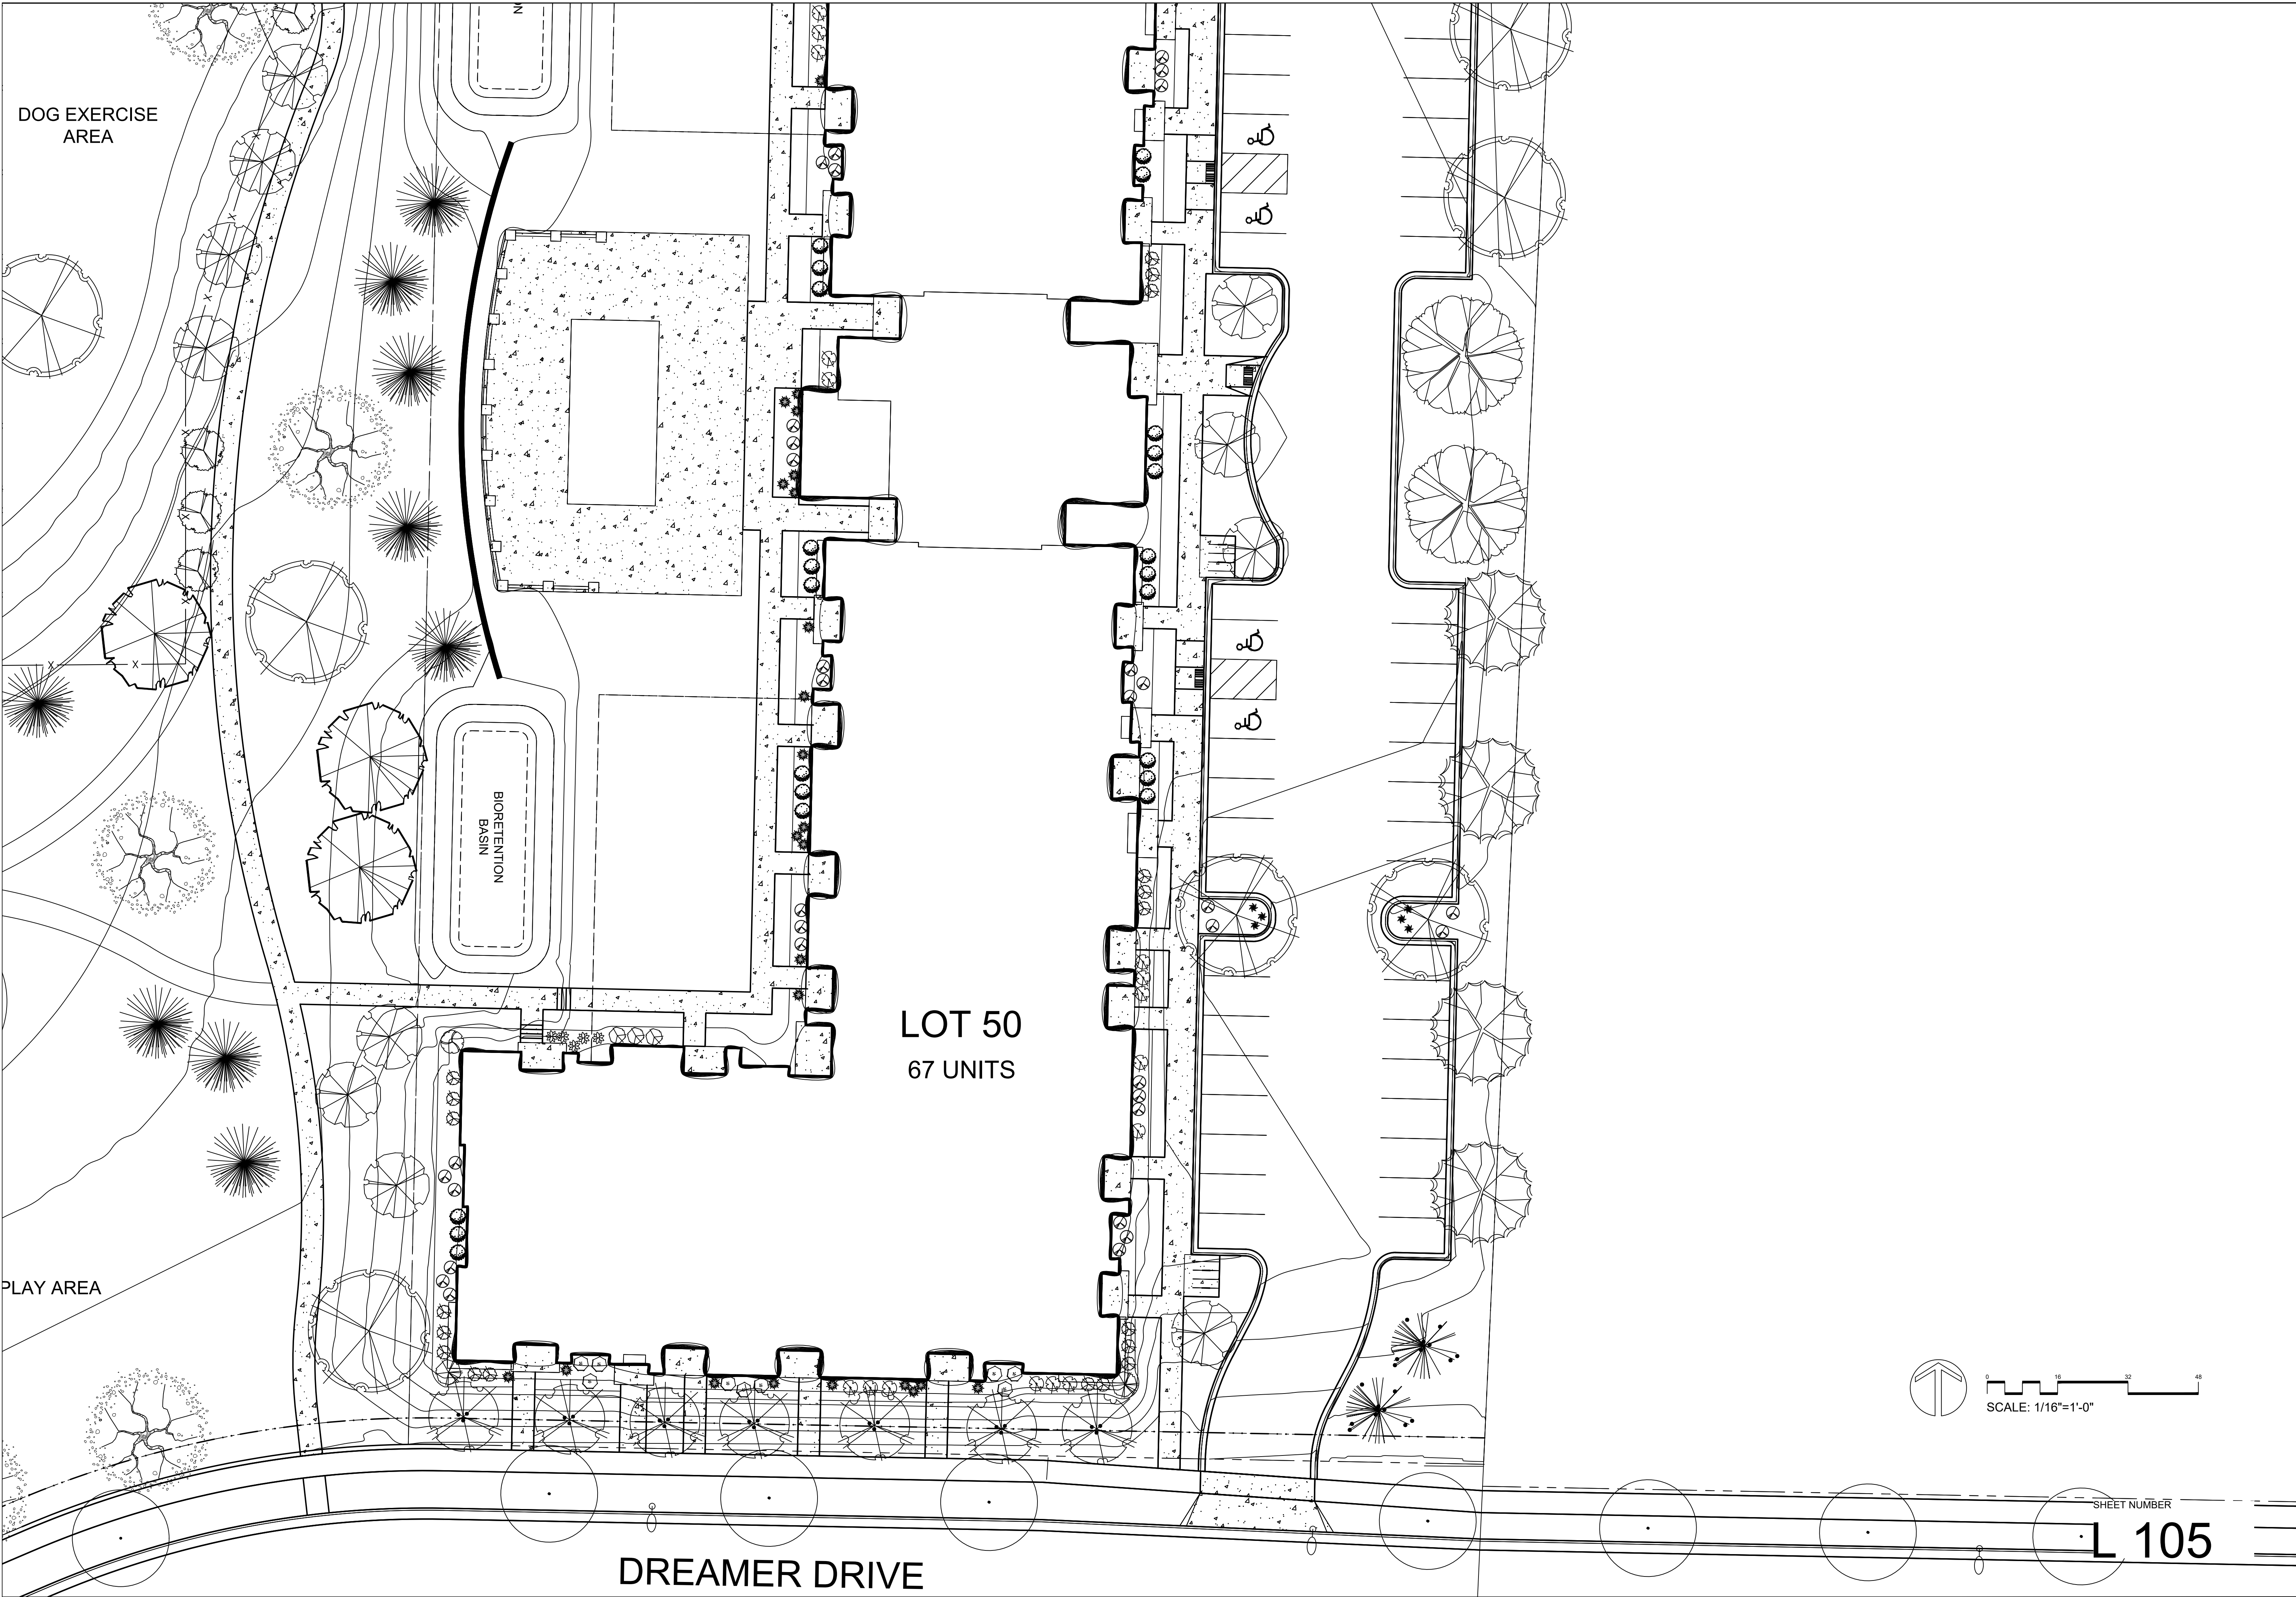 N
DOG EXERCISE
AREA
BIORETENTION
BASIN
LOT 50
67 UNITS
PLAY AREA
0 16 32 48
SCALE: 1/16"=1'-0"
SHEET NUMBER
L 105
DREAMER DRIVE